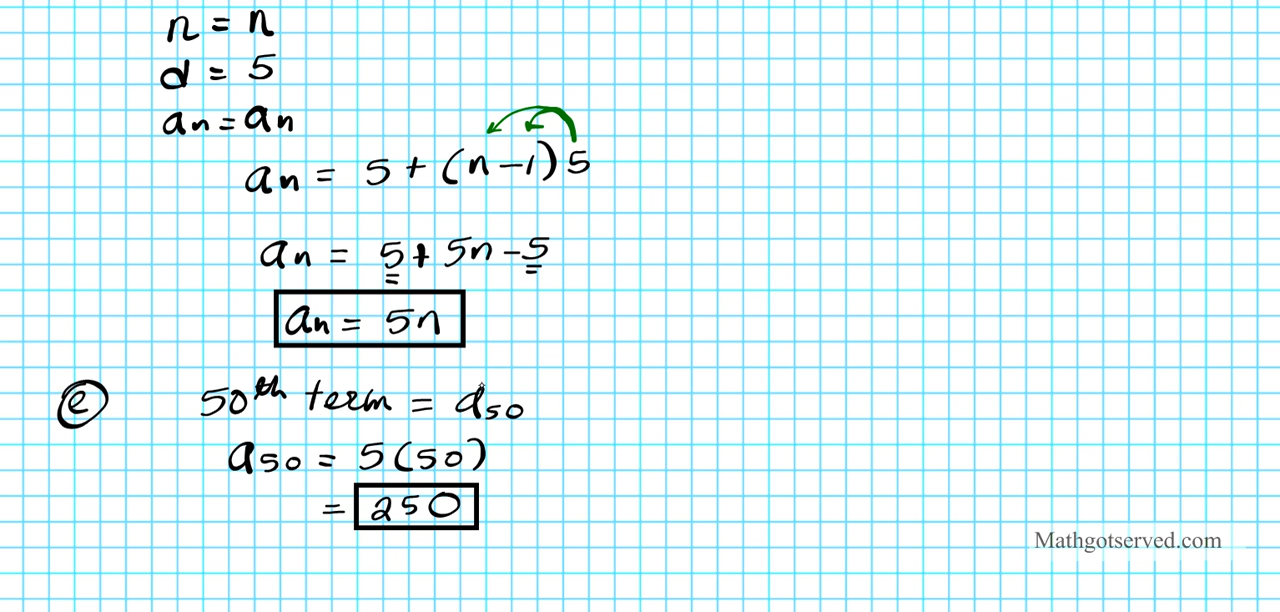 n = n
d = 5
an = an
an = 5 + (n - 1) 5
an = 5 + 5n - 5
an = 5n
e 50th term = a50
a50 = 5(50)
= 250
Mathgotserved.com